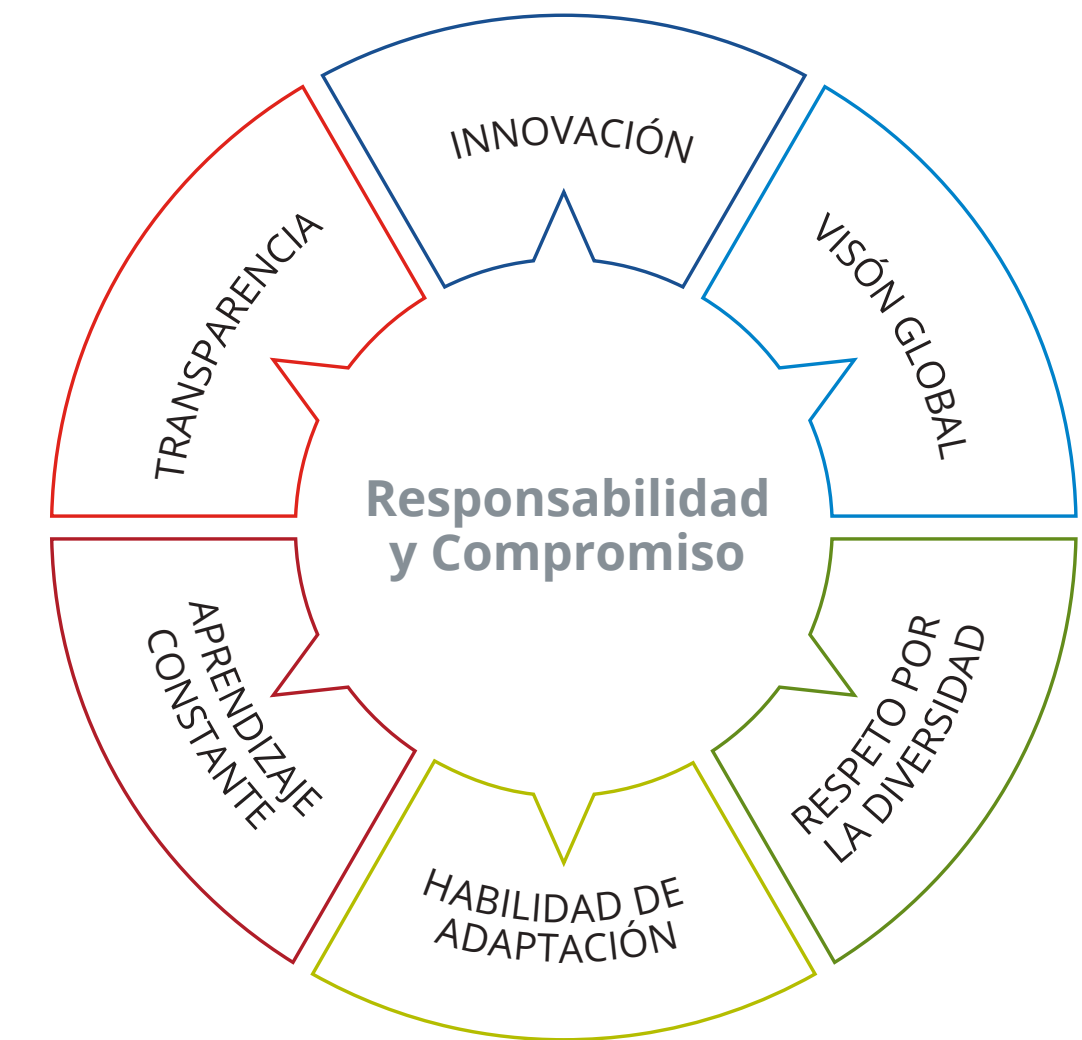 INNOVACIÓN
VISÓN GLOBAL
RESPETO POR
LA DIVERSIDAD
HABILIDAD DE
ADAPTACIÓN
APRENDIZAJE
CONSTANTE
TRANSPARENCIA
Responsabilidad
y Compromiso